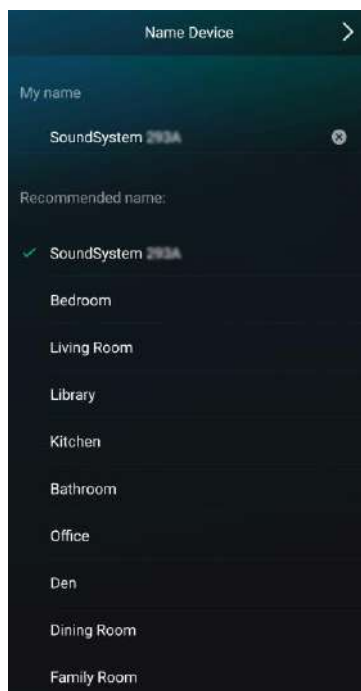 Name Device
My name
SoundSystem
Recommended name:
SoundSystem
Bedroom
Living Room
Library
Kitchen
Bathroom
Office
Den
Dining Room
Family Room